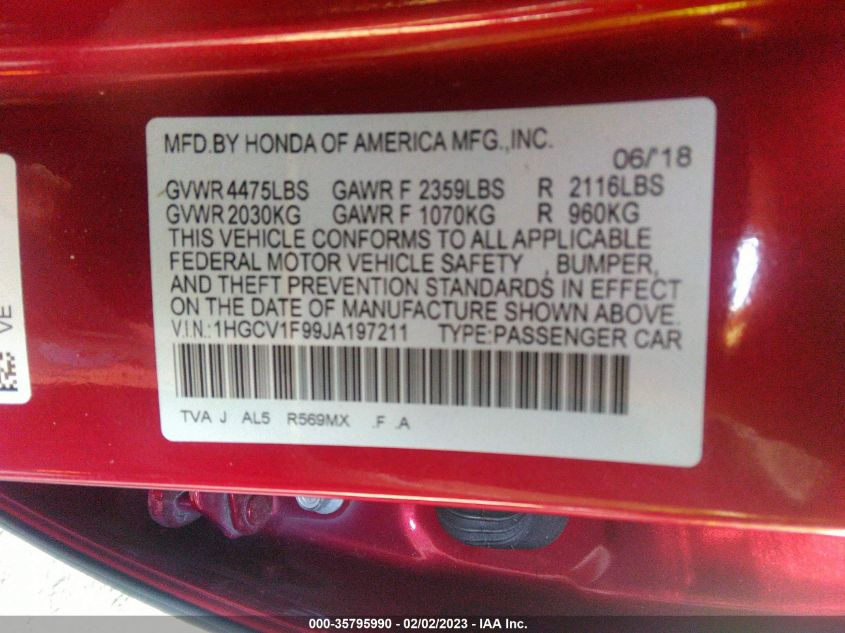 MFD.BY HONDA OF AMERICA MFG.,INC.
06/'18
GVWR 4475LBS GAWR F 2359LBS R 2116LBS
GVWR 2030KG GAWR F 1070KG R 960KG
THIS VEHICLE CONFORMS TO ALL APPLICABLE
FEDERAL MOTOR VEHICLE SAFETY , BUMPER,
AND THEFT PREVENTION STANDARDS IN EFFECT
ON THE DATE OF MANUFACTURE SHOWN ABOVE.
V.I.N.:1HGCV1F99JA197211 TYPE:PASSENGER CAR
TVA J AL5 R569MX .F .A
VE
000-35795990 - 02/02/2023 - IAA Inc.